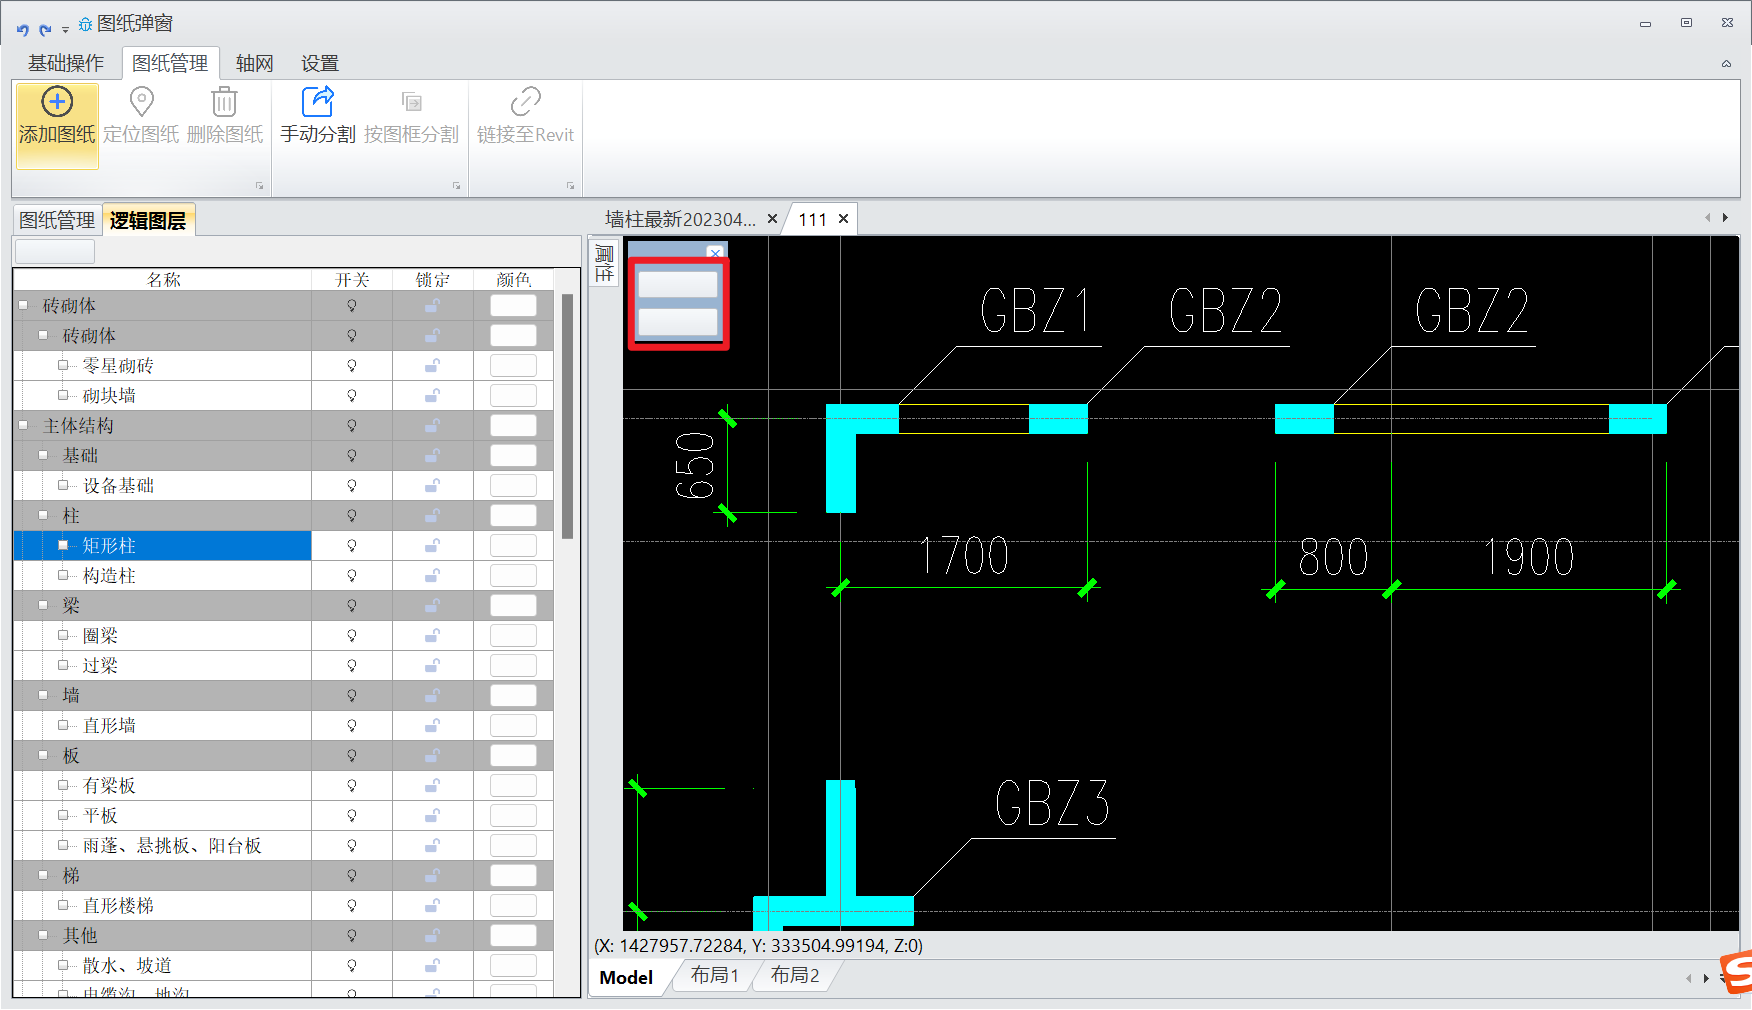 图纸弹窗
基础操作 图纸管理 轴网 设置
添加图纸 定位图纸 删除图纸 手动分割 按图框分割 链接至Revit
图纸管理 逻辑图层
墙柱最新202304... 111
属性
名称 开关 锁定 颜色
砖砌体
砖砌体
零星砌砖
砌块墙
主体结构
基础
设备基础
柱
矩形柱
构造柱
梁
圈梁
过梁
墙
直形墙
板
有梁板
平板
雨蓬、悬挑板、阳台板
梯
直形楼梯
其他
散水、坡道
电缆沟、地沟
GBZ1 GBZ2 GBZ2
650
1700 800 1900
GBZ3
(X: 1427957.72284, Y: 333504.99194, Z:0)
Model 布局1 布局2